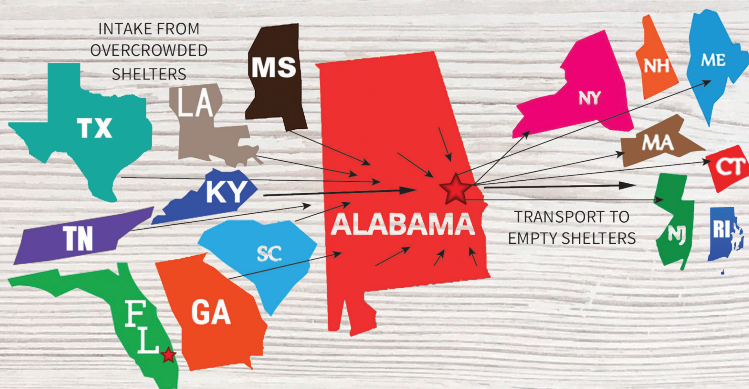 INTAKE FROM
OVERCROWDED
SHELTERS
MS
LA
TX
KY
TN
SC
FL
GA
ALABAMA
NY
NH
ME
MA
CT
TRANSPORT TO
EMPTY SHELTERS
NJ
RI